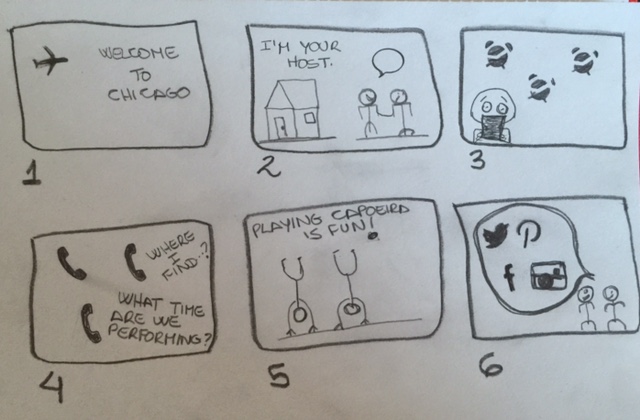 WELCOME
TO
CHICAGO
1
I'M YOUR
HOST.
2
3
WHERE
I
FIND..?
WHAT TIME
ARE WE
PERFORMING?
4
PLAYING CAPOEIRA
IS FUN!
5
f
6